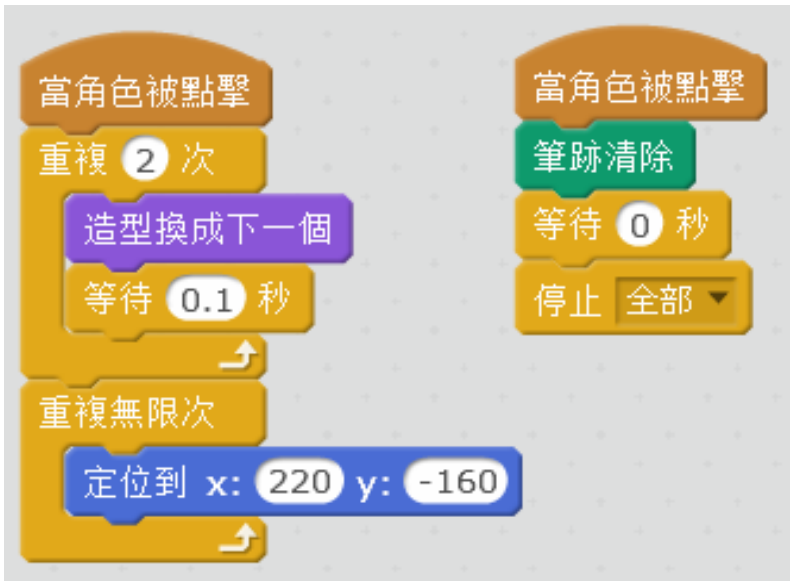 當角色被點擊
重複 2 次
造型換成下一個
等待 0.1 秒
重複無限次
定位到 x: 220 y: -160
當角色被點擊
筆跡清除
等待 0 秒
停止 全部